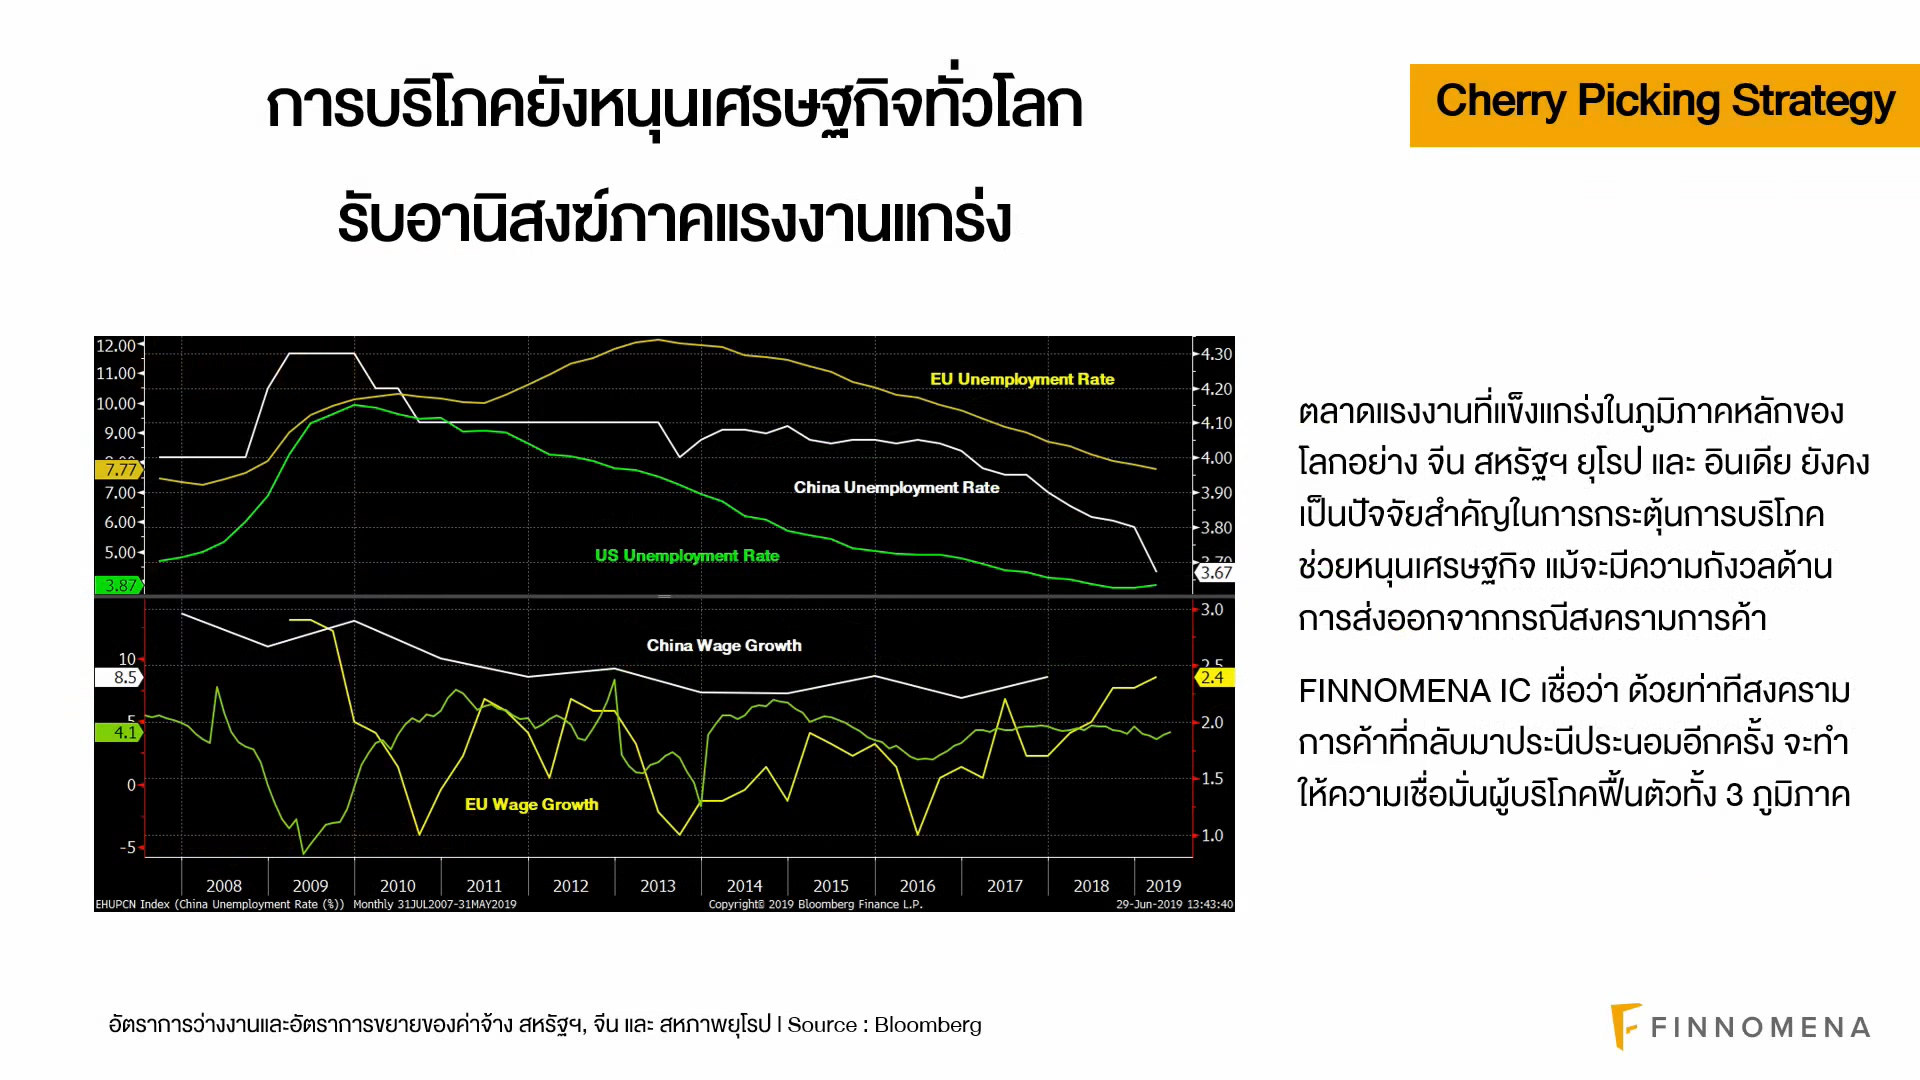 การบริโภคยังหนุนเศรษฐกิจทั่วโลก
รับอานิสงฆ์ภาคแรงงานแกร่ง
Cherry Picking Strategy
12.00
11.00
10.00
9.00
7.77
7.00
6.00
5.00
3.87
4.30
4.20
4.10
4.00
3.90
3.80
3.67
EU Unemployment Rate
China Unemployment Rate
US Unemployment Rate
10
8.5
5
4.1
0
-5
3.0
2.5
2.4
2.0
1.5
1.0
China Wage Growth
EU Wage Growth
2008 2009 2010 2011 2012 2013 2014 2015 2016 2017 2018 2019
EHUPCN Index (China Unemployment Rate (%)) Monthly 31JUL2007-31MAY2019 Copyright© 2019 Bloomberg Finance L.P. 29-Jun-2019 13:43:40
ตลาดแรงงานที่แข็งแกร่งในภูมิภาคหลักของ
โลกอย่าง จีน สหรัฐฯ ยุโรป และ อินเดีย ยังคง
เป็นปัจจัยสำคัญในการกระตุ้นการบริโภค
ช่วยหนุนเศรษฐกิจ แม้จะมีความกังวลด้าน
การส่งออกจากกรณีสงครามการค้า
FINNOMENA IC เชื่อว่า ด้วยท่าทีสงคราม
การค้าที่กลับมาประนีประนอมอีกครั้ง จะทำ
ให้ความเชื่อมั่นผู้บริโภคฟื้นตัวทั้ง 3 ภูมิภาค
อัตราการว่างงานและอัตราการขยายของค่าจ้าง สหรัฐฯ, จีน และ สหภาพยุโรป | Source : Bloomberg
FINNOMENA